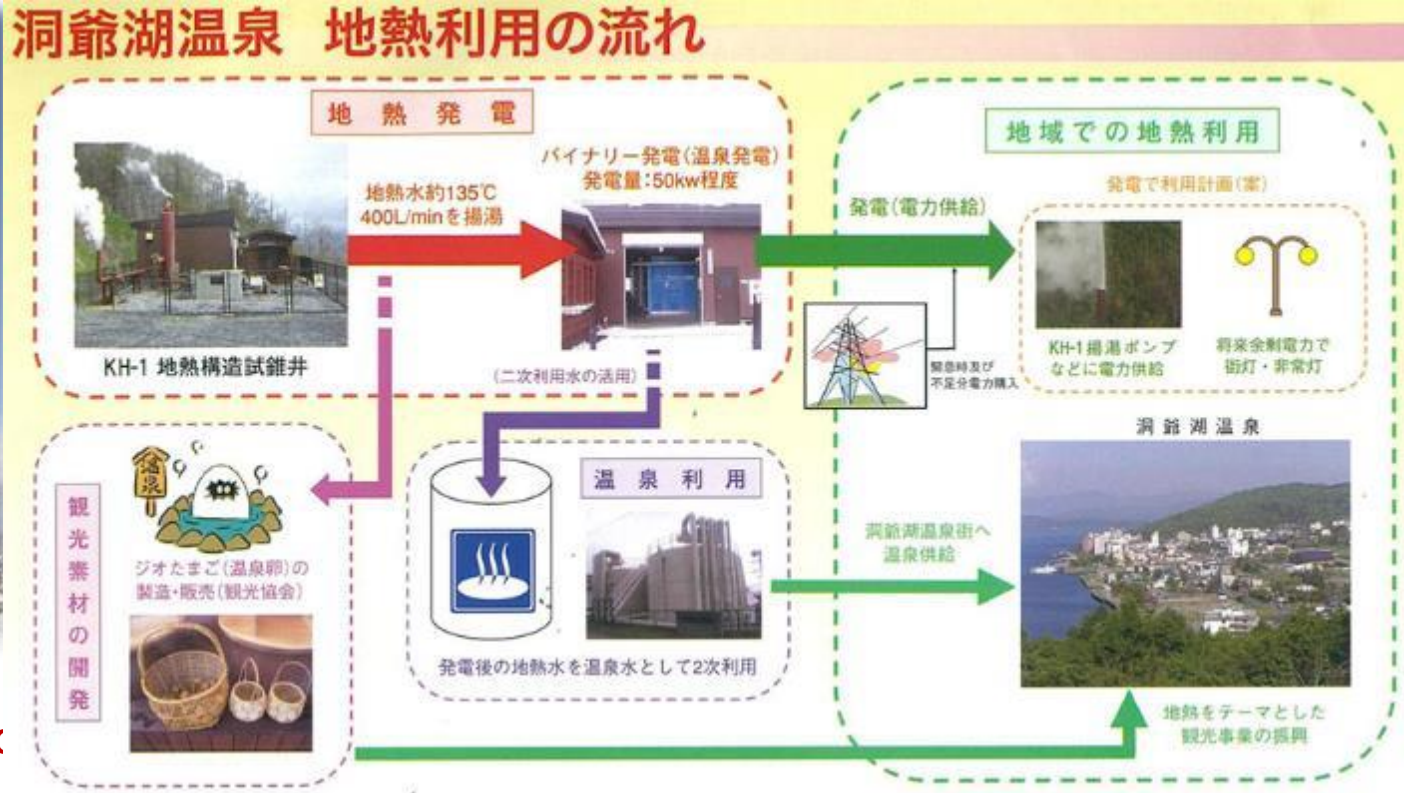 洞爺湖温泉 地熱利用の流れ
地熱発電
地熱水約135℃
400L/minを揚湯
バイナリー発電(温泉発電)
発電量:50kw程度
KH-1 地熱構造試錐井
(二次利用水の活用)
発電(電力供給)
緊急時及び
不足分電力購入
地域での地熱利用
発電で利用計画(案)
KH-1揚湯ポンプ
などに電力供給
将来余剰電力で
街灯・非常灯
洞爺湖温泉
観光素材の開発
温泉
ジオたまご(温泉卵)の
製造・販売(観光協会)
温泉利用
発電後の地熱水を温泉水として2次利用
洞爺湖温泉街へ
温泉供給
地熱をテーマとした
観光事業の振興